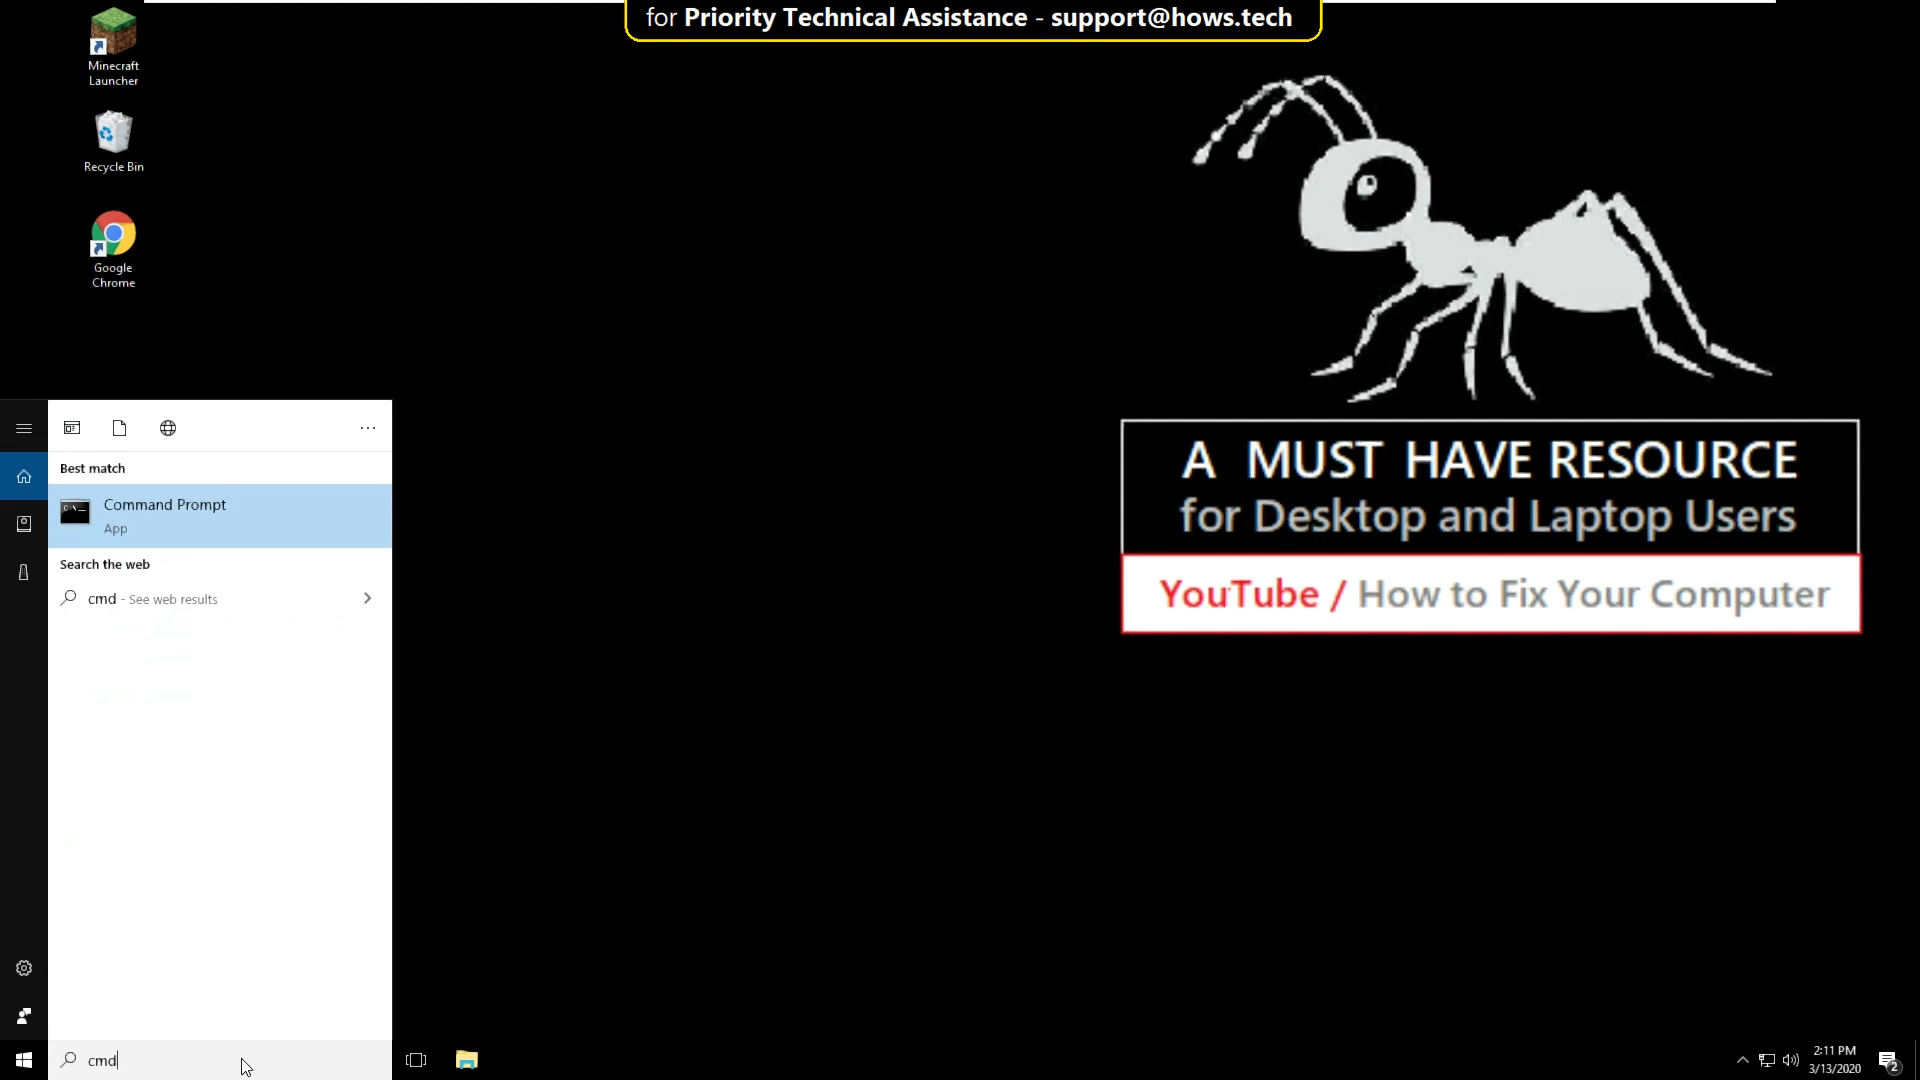 for Priority Technical Assistance - support@hows.tech
Minecraft
Launcher
Recycle Bin
Google
Chrome
A MUST HAVE RESOURCE
for Desktop and Laptop Users
YouTube / How to Fix Your Computer
Best match
Command Prompt
App
Search the web
cmd - See web results
cmd
2:11 PM
3/13/2020
2